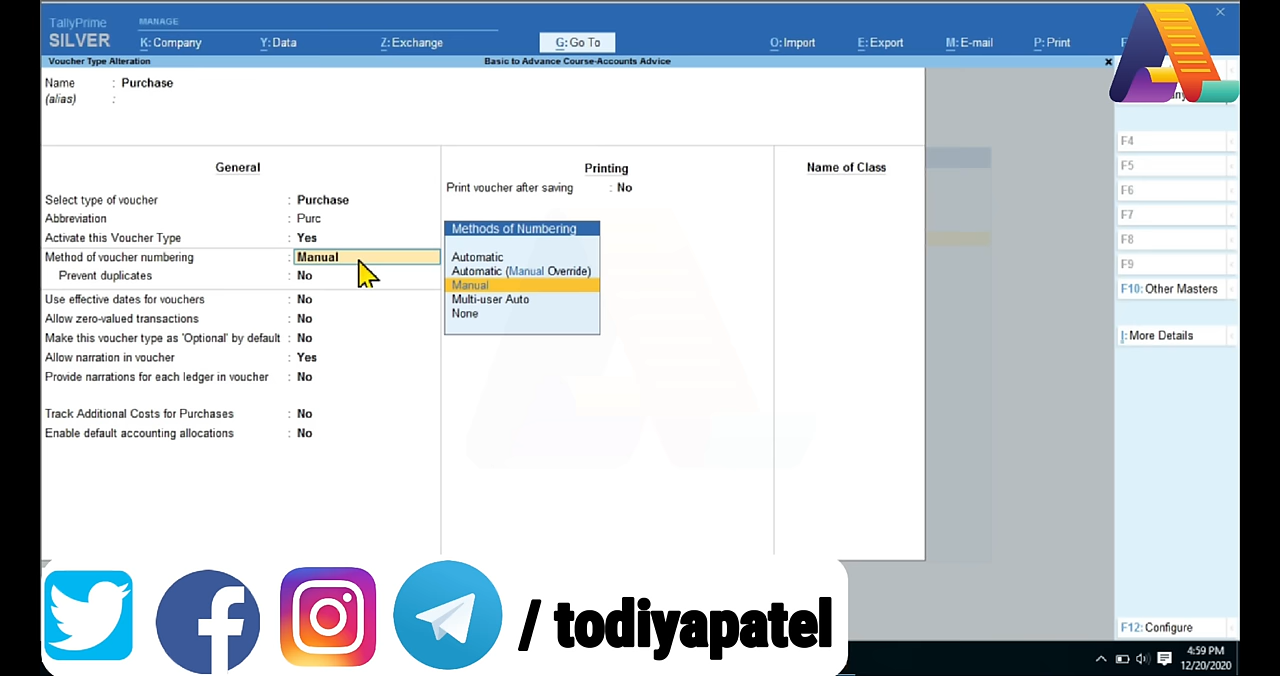 TallyPrime
SILVER
MANAGE
K:Company
Y:Data
Z:Exchange
G:Go To
O:Import
E:Export
M:E-mail
P:Print
Voucher Type Alteration
Basic to Advance Course-Accounts Advice
Name : Purchase
(alias) :
General
Printing
Name of Class
Select type of voucher : Purchase
Abbreviation : Purc
Activate this Voucher Type : Yes
Method of voucher numbering : Manual
Prevent duplicates : No
Use effective dates for vouchers : No
Allow zero-valued transactions : No
Make this voucher type as 'Optional' by default : No
Allow narration in voucher : Yes
Provide narrations for each ledger in voucher : No
Track Additional Costs for Purchases : No
Enable default accounting allocations : No
Print voucher after saving : No
Methods of Numbering
Automatic
Automatic (Manual Override)
Manual
Multi-user Auto
None
F4
F5
F6
F7
F8
F9
F10: Other Masters
I: More Details
F12: Configure
/ todiyapatel
4:59 PM
12/20/2020